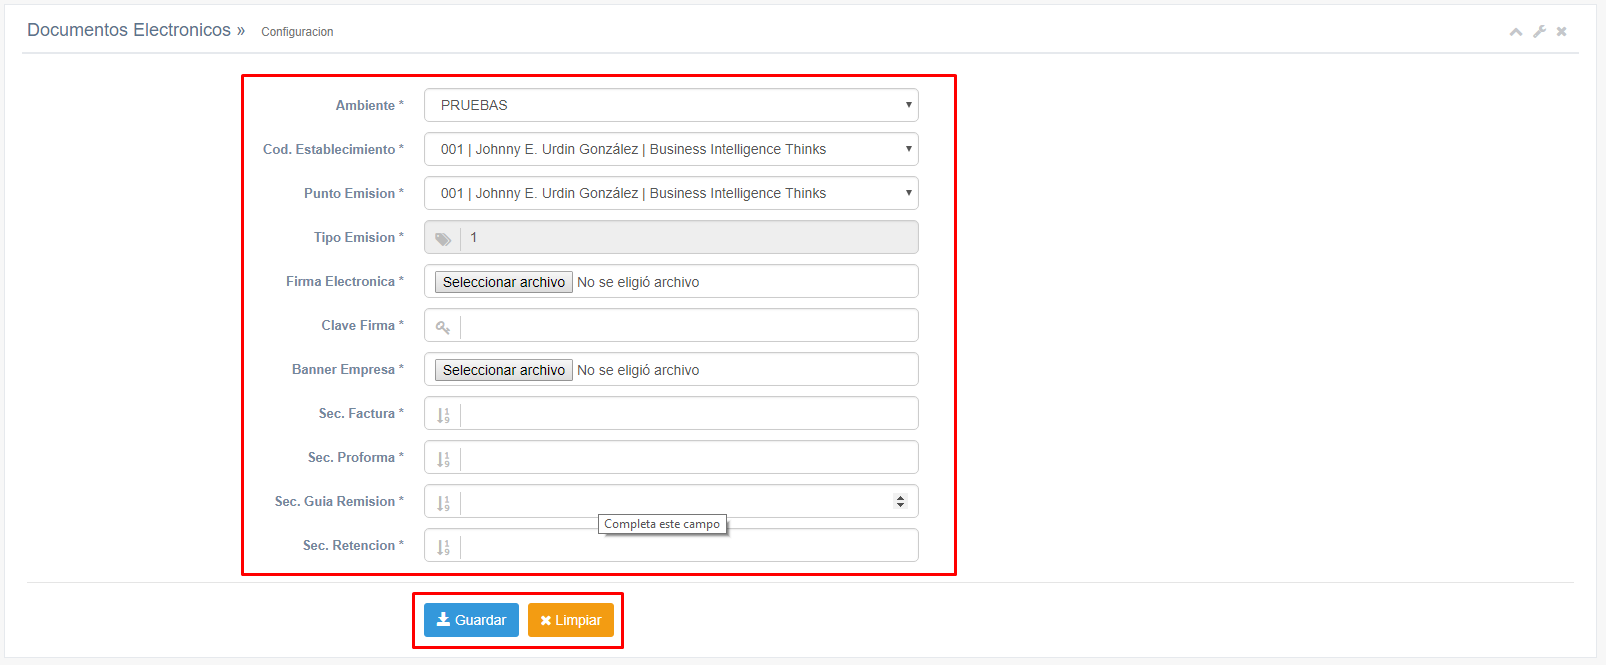 Documentos Electronicos » Configuracion
Ambiente * PRUEBAS
Cod. Establecimiento * 001 | Johnny E. Urdin González | Business Intelligence Thinks
Punto Emision * 001 | Johnny E. Urdin González | Business Intelligence Thinks
Tipo Emision * 1
Firma Electronica * Seleccionar archivo No se eligió archivo
Clave Firma *
Banner Empresa * Seleccionar archivo No se eligió archivo
Sec. Factura *
Sec. Proforma *
Sec. Guia Remision *
Completa este campo
Sec. Retencion *
Guardar Limpiar